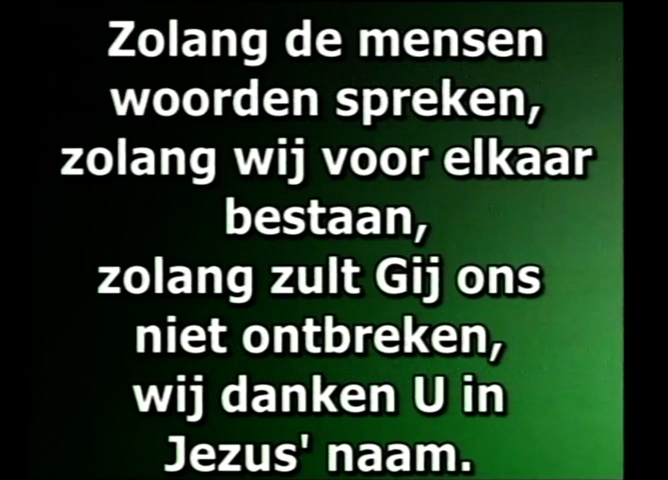 Zolang de mensen
woorden spreken,
zolang wij voor elkaar
bestaan,
zolang zult Gij ons
niet ontbreken,
wij danken U in
Jezus' naam.